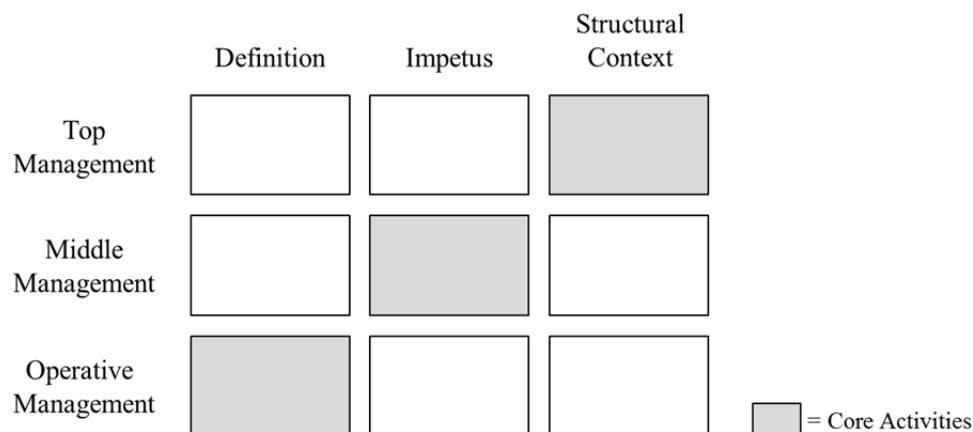 Structural
Definition Impetus Context
Top
Management
Middle
Management
Operative
Management
= Core Activities